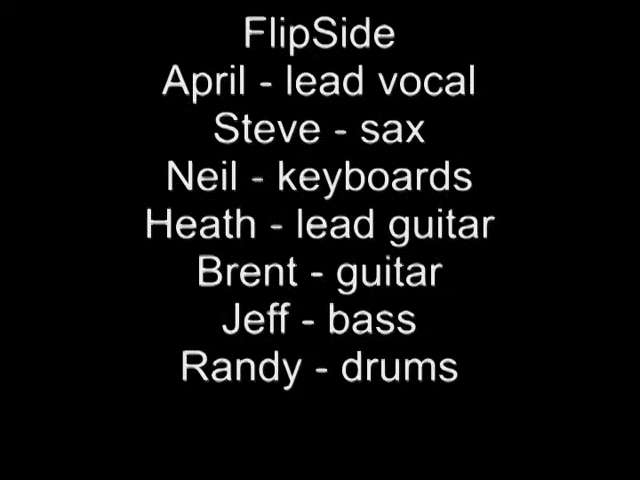 FlipSide
April - lead vocal
Steve - sax
Neil - keyboards
Heath - lead guitar
Brent - guitar
Jeff - bass
Randy - drums